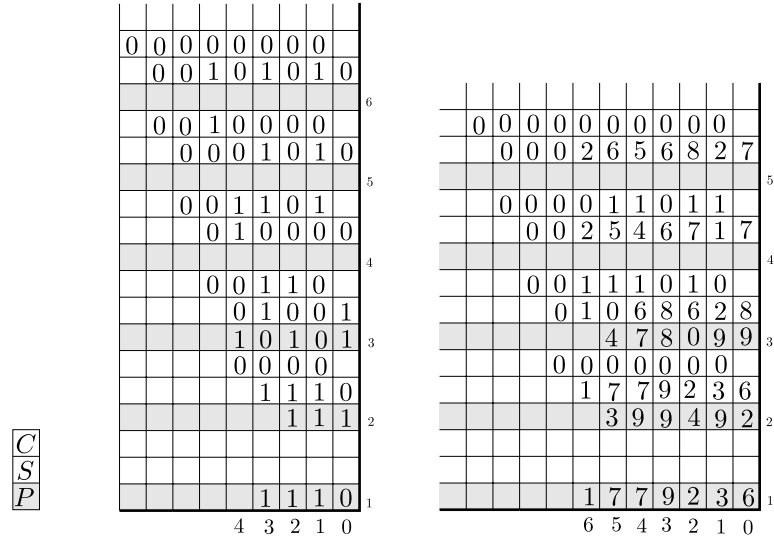 0 0 0 0 0 0 0 0
0 0 1 0 1 0 1 0
6
0 0 1 0 0 0 0
0 0 0 1 0 1 0
5
0 0 1 1 0 1
0 1 0 0 0 0
4
0 0 1 1 0
0 1 0 0 1
1 0 1 0 1 3
0 0 0 0
1 1 1 0
1 1 1 2
C
S
P
1 1 1 0 1
4 3 2 1 0
0 0 0 0 0 0 0 0 0 0
0 0 0 2 6 5 6 8 2 7
5
0 0 0 0 1 1 0 1 1
0 0 2 5 4 6 7 1 7
4
0 0 1 1 1 0 1 0
0 1 0 6 8 6 2 8
4 7 8 0 9 9 3
0 0 0 0 0 0 0
1 7 7 9 2 3 6
3 9 9 4 9 2 2
1 7 7 9 2 3 6 1
6 5 4 3 2 1 0